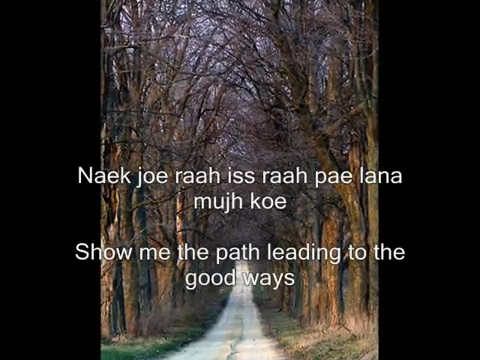 Naek joe raah iss raah pae lana
mujh koe
Show me the path leading to the
good ways